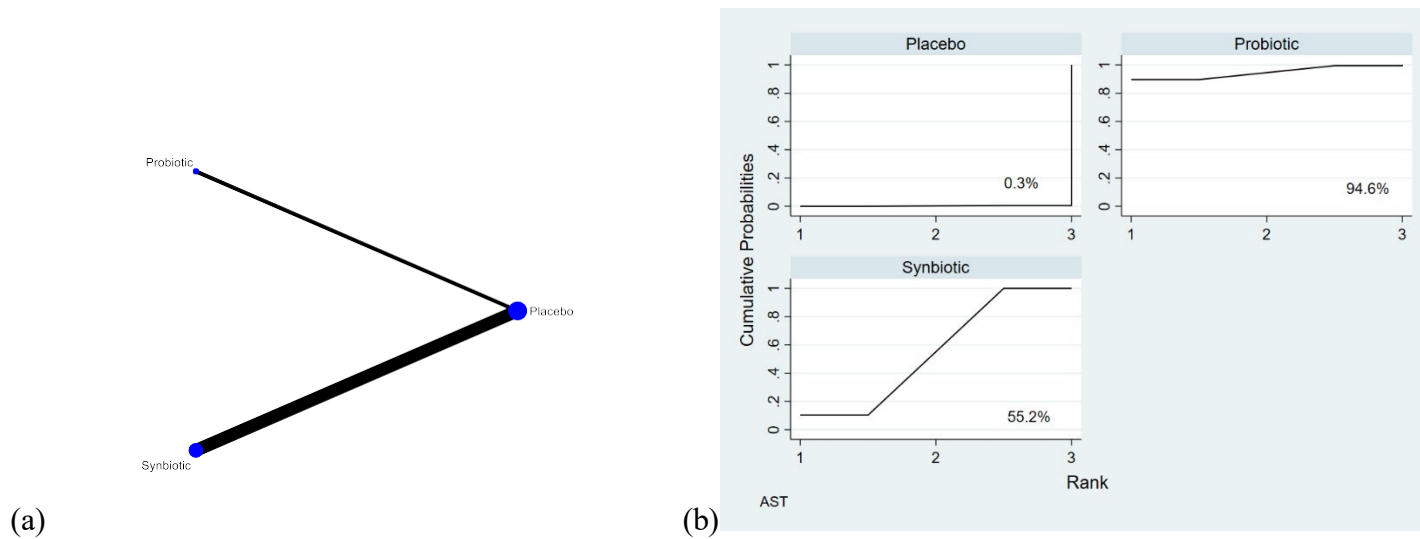 Probiotic
Placebo
Synbiotic
(a)
Placebo
Probiotic
Cumulative Probabilities
1
.8
.6
.4
.2
0
0.3%
1 2 3
1
.8
.6
.4
.2
0
94.6%
1 2 3
Synbiotic
1
.8
.6
.4
.2
0
55.2%
1 2 3
Rank
AST
(b)